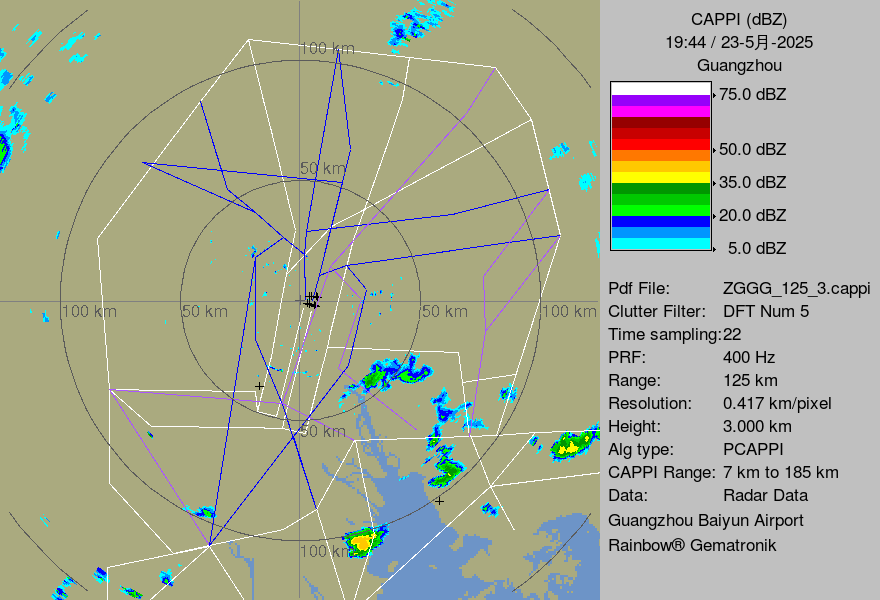 CAPPI (dBZ)
19:44 / 23-5月-2025
Guangzhou
75.0 dBZ
50.0 dBZ
35.0 dBZ
20.0 dBZ
5.0 dBZ
Pdf File: ZGGG_125_3.cappi
Clutter Filter: DFT Num 5
Time sampling:22
PRF: 400 Hz
Range: 125 km
Resolution: 0.417 km/pixel
Height: 3.000 km
Alg type: PCAPPI
CAPPI Range: 7 km to 185 km
Data: Radar Data
Guangzhou Baiyun Airport
Rainbow® Gematronik
100 km
50 km
100 km
50 km
50 km
100 km
50 km
100 km